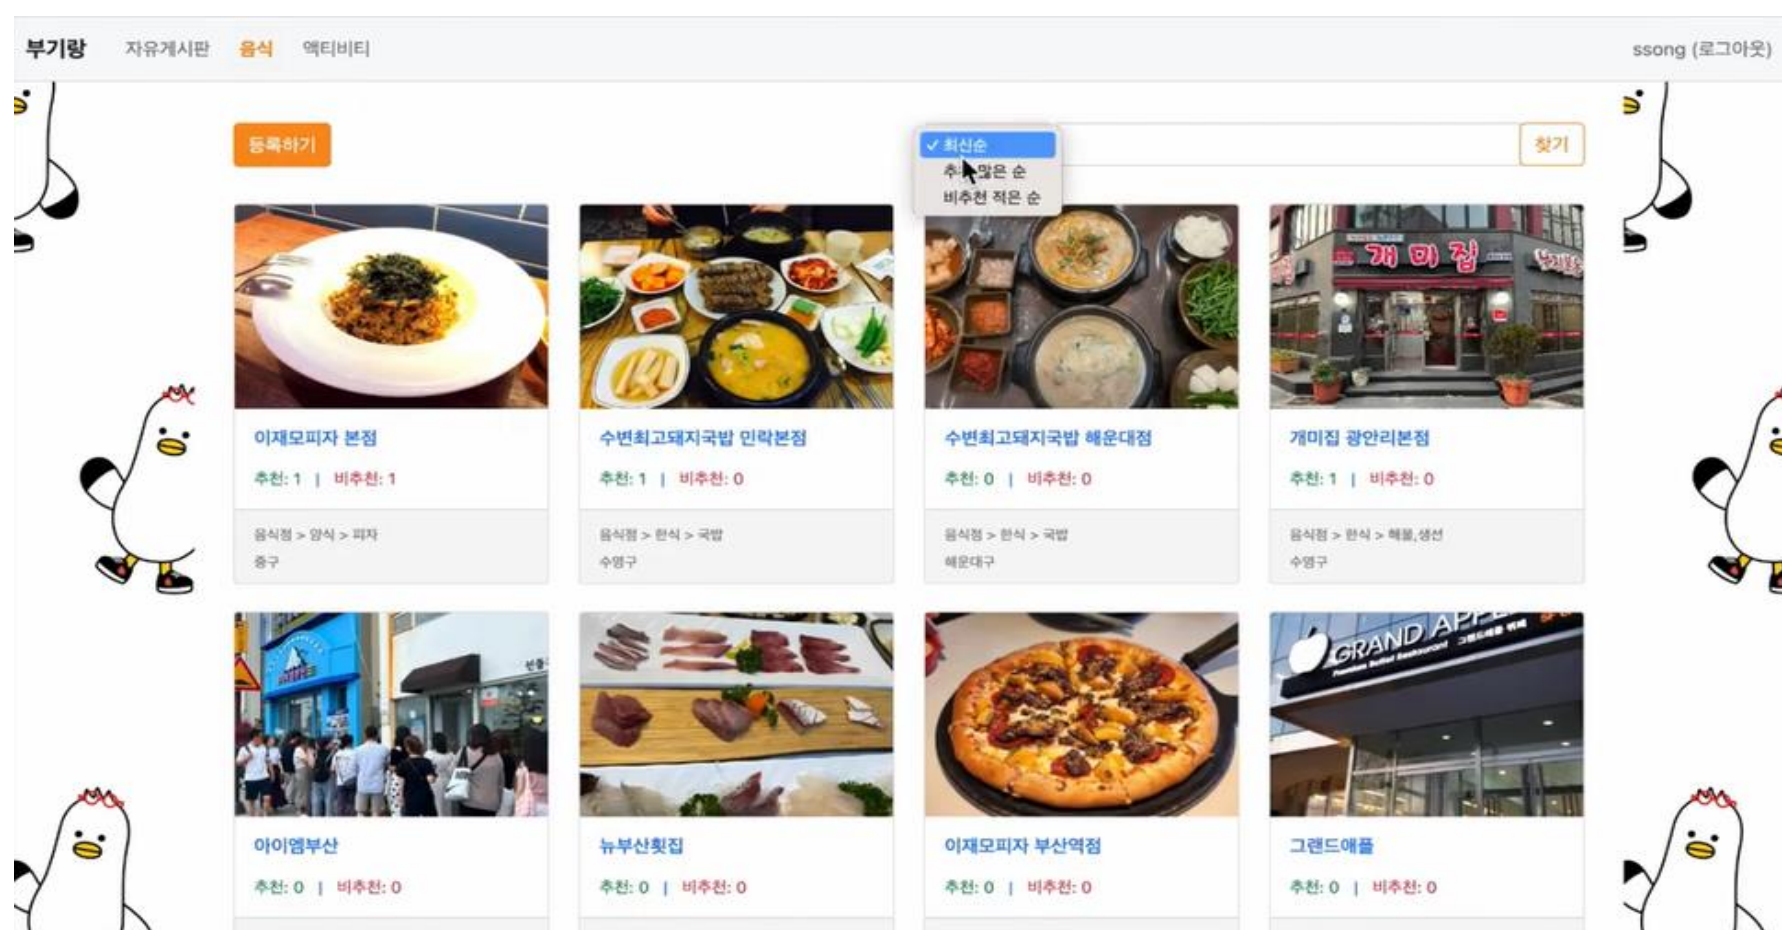 부기랑 자유게시판 음식 액티비티 ssong (로그아웃)
등록하기 찾기
✓ 최신순
많은 순
비추천 적은 순
개미집
이재모피자 본점
추천: 1 | 비추천: 1
음식점 > 양식 > 피자
중구
수변최고돼지국밥 민락본점
추천: 1 | 비추천: 0
음식점 > 한식 > 국밥
수영구
수변최고돼지국밥 해운대점
추천: 0 | 비추천: 0
음식점 > 한식 > 국밥
해운대구
개미집 광안리본점
추천: 1 | 비추천: 0
음식점 > 한식 > 해물,생선
수영구
아이엠부산
추천: 0 | 비추천: 0
뉴부산횟집
추천: 0 | 비추천: 0
이재모피자 부산역점
추천: 0 | 비추천: 0
GRAND APPLE
그랜드애플
추천: 0 | 비추천: 0